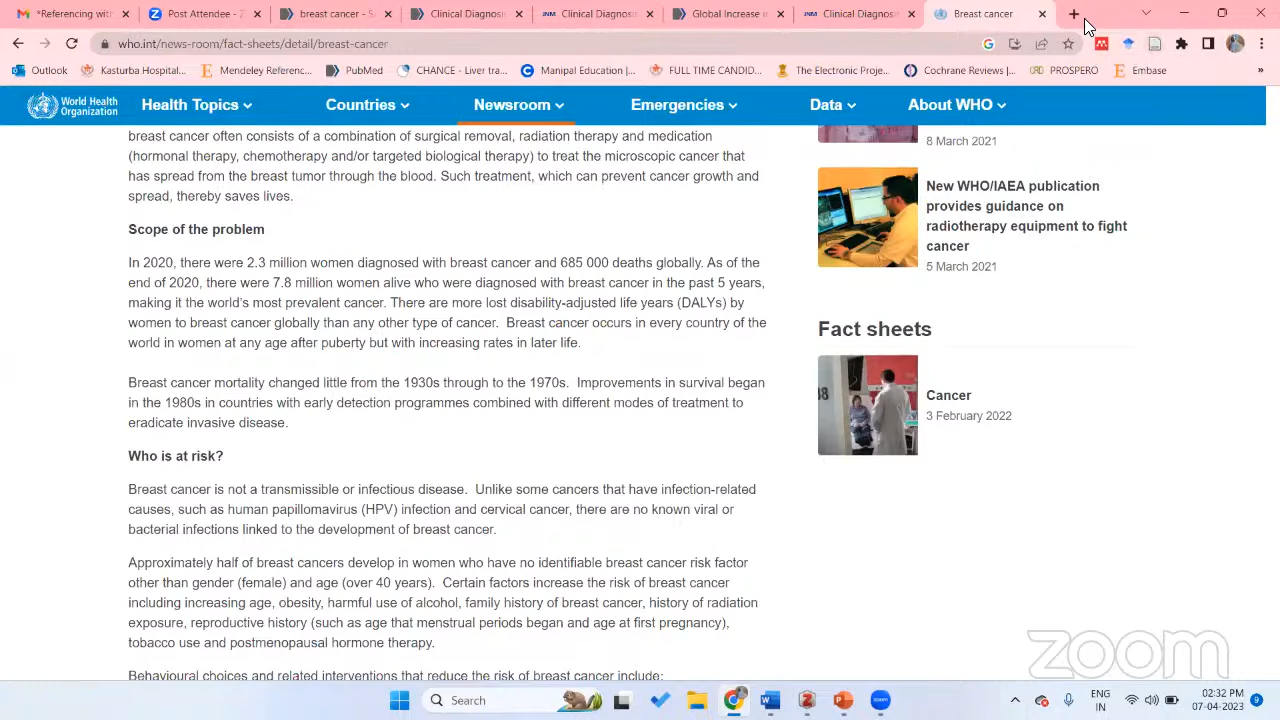 *References wi
Post Attendee - Z
breast cancer - S
Clinical Diagnosi
Clinical Diagnosi
Global Increase i
Clinical Diagnosi
Breast cancer
who.int/news-room/fact-sheets/detail/breast-cancer
Outlook
Kasturba Hospital...
Mendeley Referenc...
PubMed
CHANCE - Liver tra...
Manipal Education |...
FULL TIME CANDID...
The Electronic Proje...
Cochrane Reviews |...
PROSPERO
Embase
World Health
Organization
Health Topics
Countries
Newsroom
Emergencies
Data
About WHO
breast cancer often consists of a combination of surgical removal, radiation therapy and medication
(hormonal therapy, chemotherapy and/or targeted biological therapy) to treat the microscopic cancer that
has spread from the breast tumor through the blood. Such treatment, which can prevent cancer growth and
spread, thereby saves lives.
Scope of the problem
In 2020, there were 2.3 million women diagnosed with breast cancer and 685 000 deaths globally. As of the
end of 2020, there were 7.8 million women alive who were diagnosed with breast cancer in the past 5 years,
making it the world's most prevalent cancer. There are more lost disability-adjusted life years (DALYs) by
women to breast cancer globally than any other type of cancer. Breast cancer occurs in every country of the
world in women at any age after puberty but with increasing rates in later life.
Breast cancer mortality changed little from the 1930s through to the 1970s. Improvements in survival began
in the 1980s in countries with early detection programmes combined with different modes of treatment to
eradicate invasive disease.
Who is at risk?
Breast cancer is not a transmissible or infectious disease. Unlike some cancers that have infection-related
causes, such as human papillomavirus (HPV) infection and cervical cancer, there are no known viral or
bacterial infections linked to the development of breast cancer.
Approximately half of breast cancers develop in women who have no identifiable breast cancer risk factor
other than gender (female) and age (over 40 years). Certain factors increase the risk of breast cancer
including increasing age, obesity, harmful use of alcohol, family history of breast cancer, history of radiation
exposure, reproductive history (such as age that menstrual periods began and age at first pregnancy),
tobacco use and postmenopausal hormone therapy.
Behavioural choices and related interventions that reduce the risk of breast cancer include:
8 March 2021
New WHO/IAEA publication
provides guidance on
radiotherapy equipment to fight
cancer
5 March 2021
Fact sheets
Cancer
3 February 2022
zoom
Search
ENG
IN
02:32 PM
07-04-2023
9